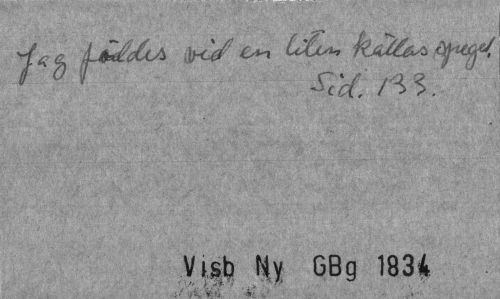 Jag föddes vid en liten källas spegel.
Sid. 133.
Visb Ny GBg 1834